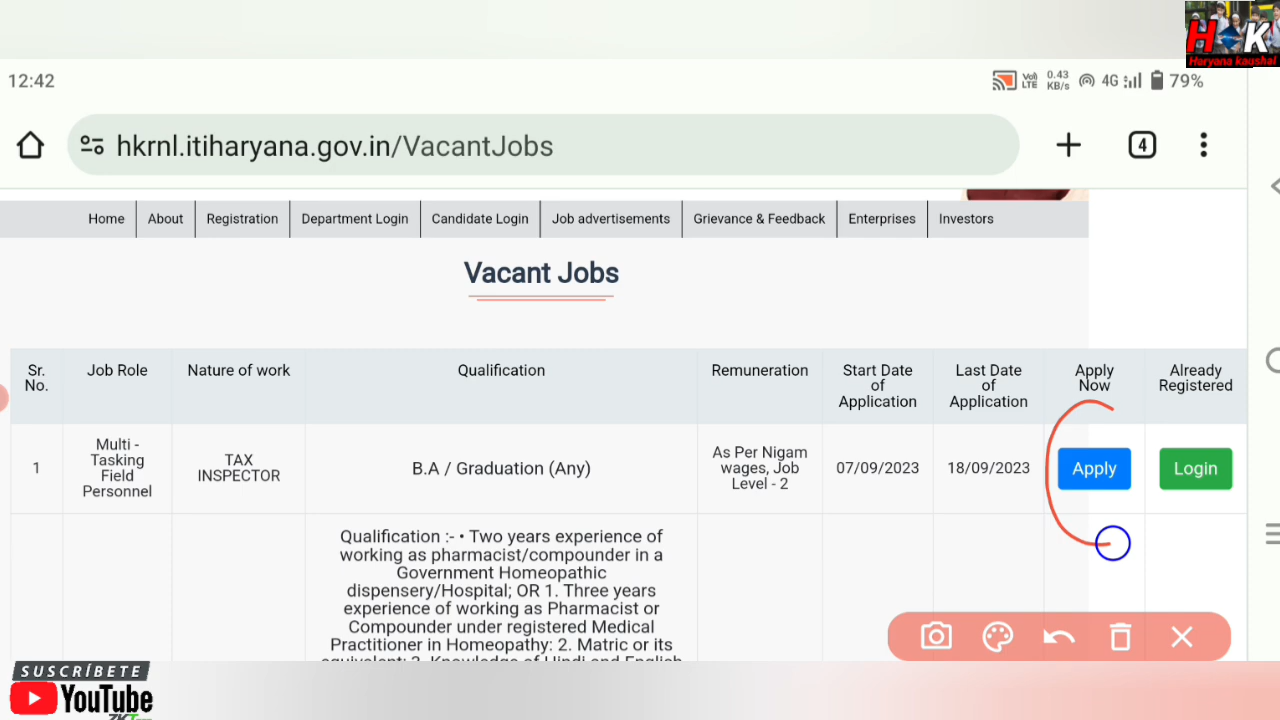 H K
Haryana kaushal
12:42
Vo)) LTE 0.43 KB/s 4G 79%
hkrnl.itiharyana.gov.in/VacantJobs
4
Home About Registration Department Login Candidate Login Job advertisements Grievance & Feedback Enterprises Investors
Vacant Jobs
Sr. No.
Job Role
Nature of work
Qualification
Remuneration
Start Date
of
Application
Last Date
of
Application
Apply
Now
Already
Registered
1
Multi -
Tasking
Field
Personnel
TAX
INSPECTOR
B.A / Graduation (Any)
As Per Nigam
wages, Job
Level - 2
07/09/2023
18/09/2023
Apply
Login
Qualification :- • Two years experience of
working as pharmacist/compounder in a
Government Homeopathic
dispensery/Hospital; OR 1. Three years
experience of working as Pharmacist or
Compounder under registered Medical
Practitioner in Homeopathy: 2. Matric or its
SUSCRÍBETE
YouTube